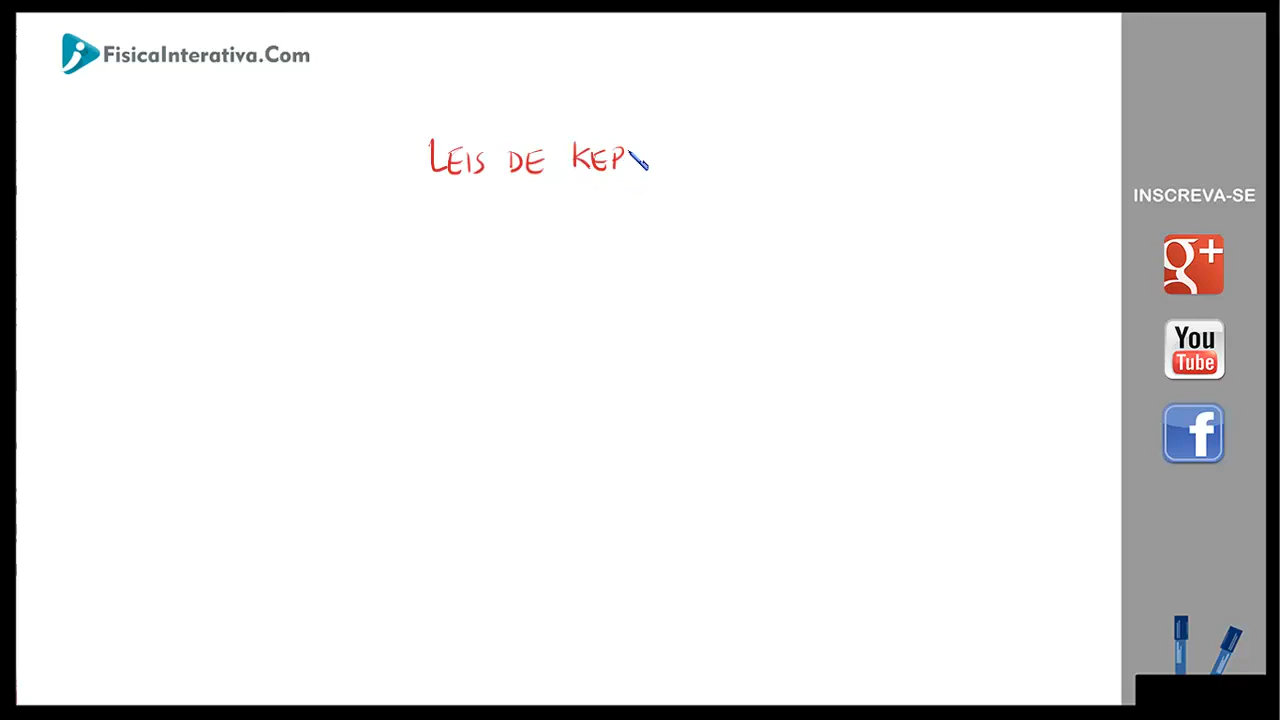 FisicaInterativa.Com
LEIS DE KEP
INSCREVA-SE
g+
You
Tube
f